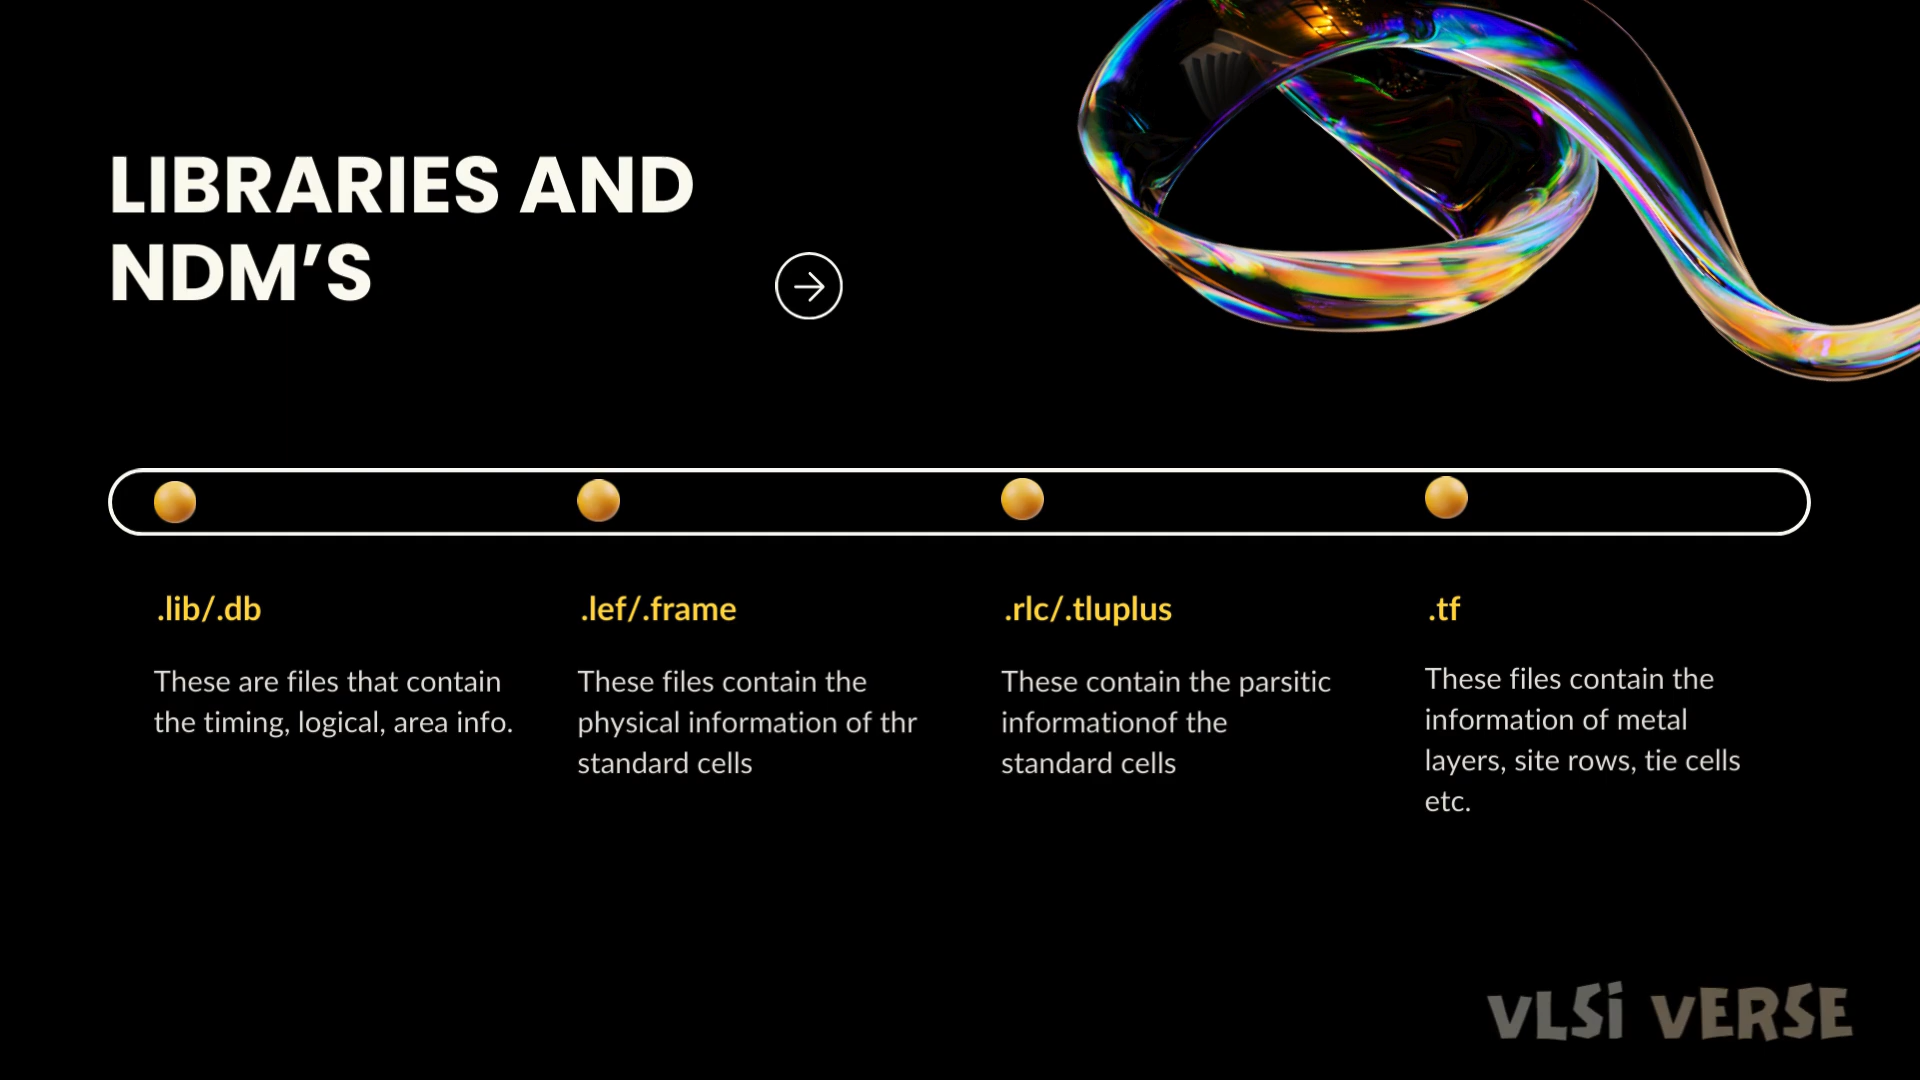 LIBRARIES AND
NDM’S
.lib/.db
These are files that contain
the timing, logical, area info.
.lef/.frame
These files contain the
physical information of thr
standard cells
.rlc/.tluplus
These contain the parsitic
informationof the
standard cells
.tf
These files contain the
information of metal
layers, site rows, tie cells
etc.
VLSi VERSE